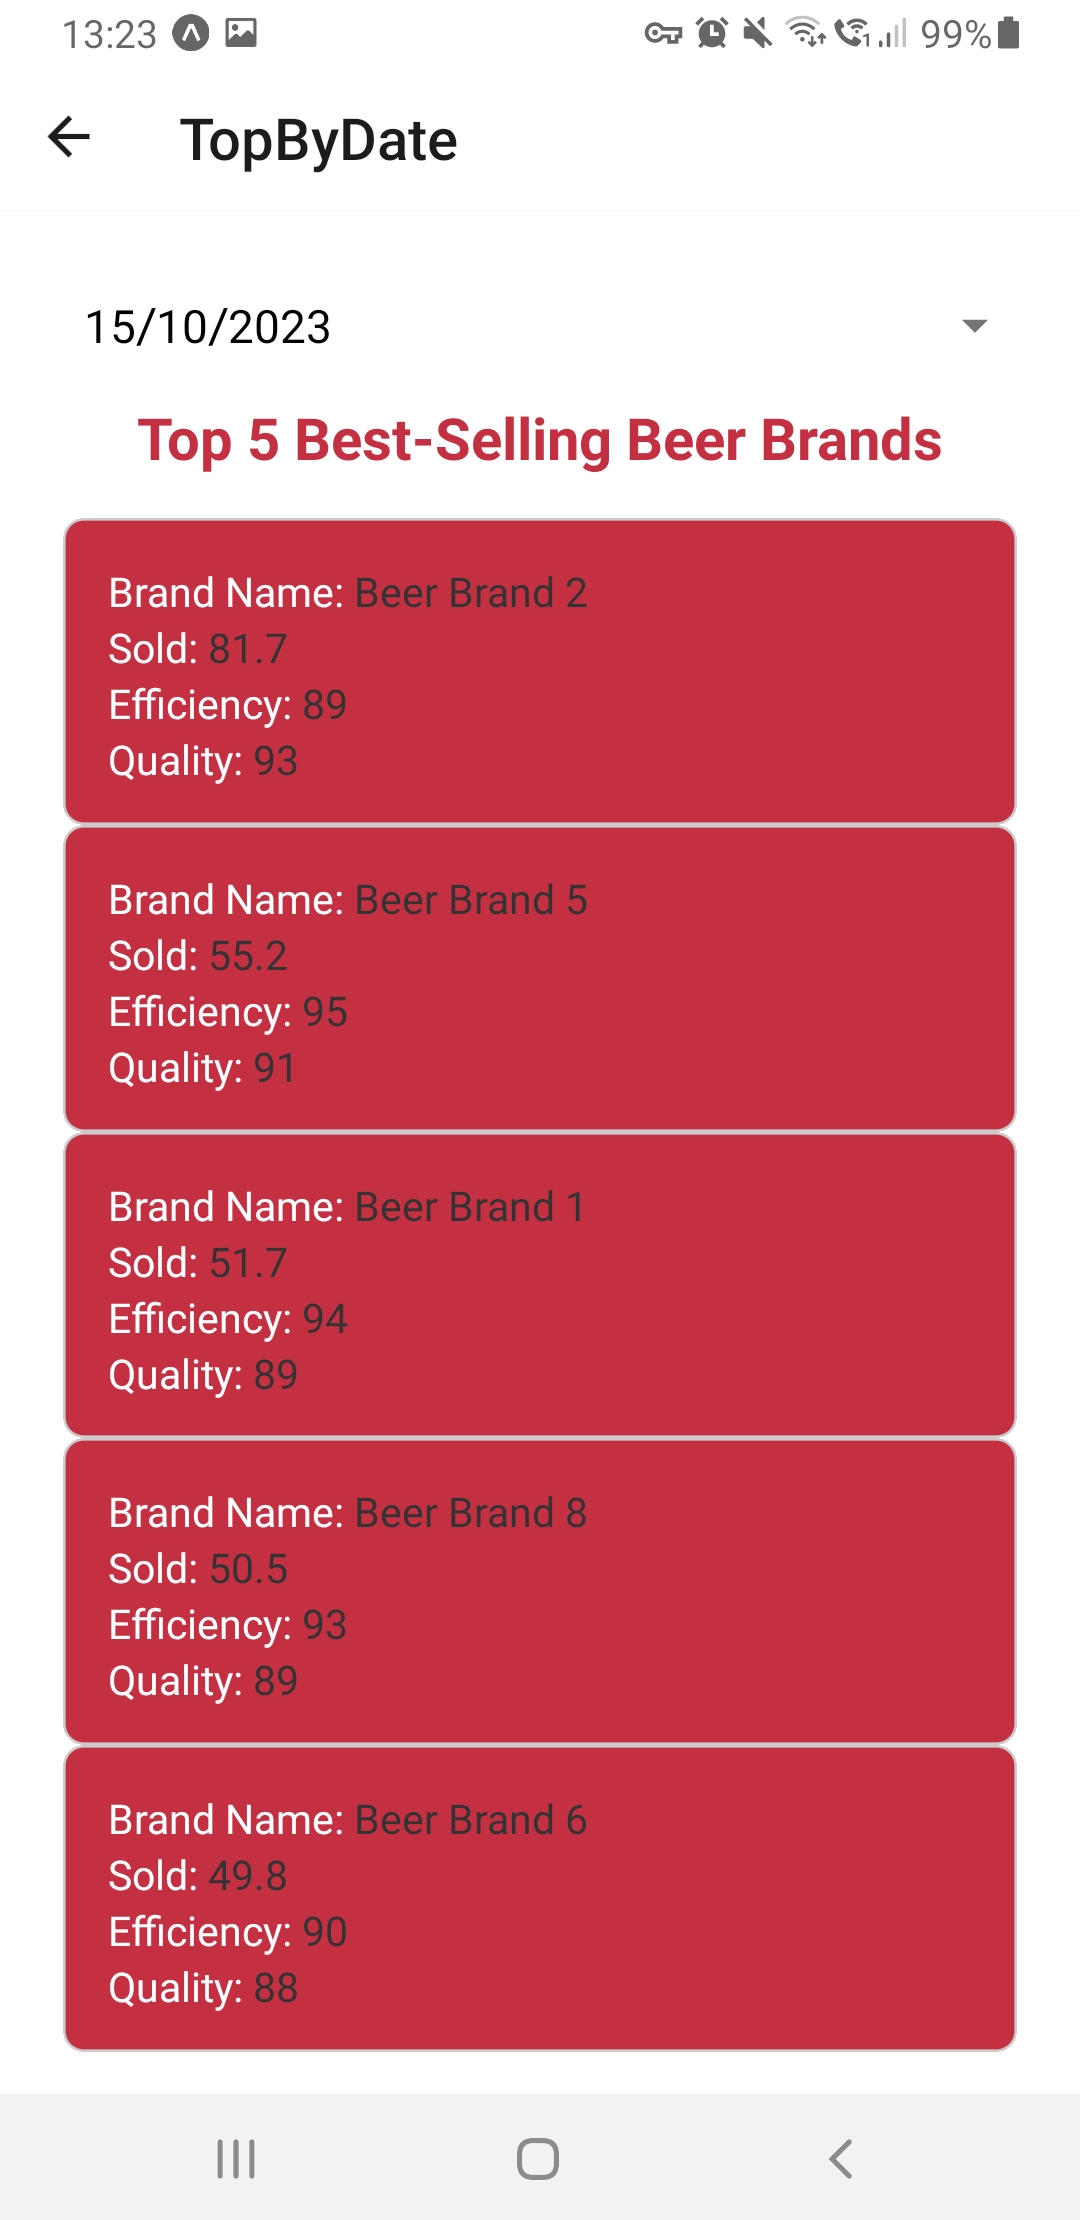 13:23 99%
TopByDate
15/10/2023
Top 5 Best-Selling Beer Brands
Brand Name: Beer Brand 2
Sold: 81.7
Efficiency: 89
Quality: 93
Brand Name: Beer Brand 5
Sold: 55.2
Efficiency: 95
Quality: 91
Brand Name: Beer Brand 1
Sold: 51.7
Efficiency: 94
Quality: 89
Brand Name: Beer Brand 8
Sold: 50.5
Efficiency: 93
Quality: 89
Brand Name: Beer Brand 6
Sold: 49.8
Efficiency: 90
Quality: 88